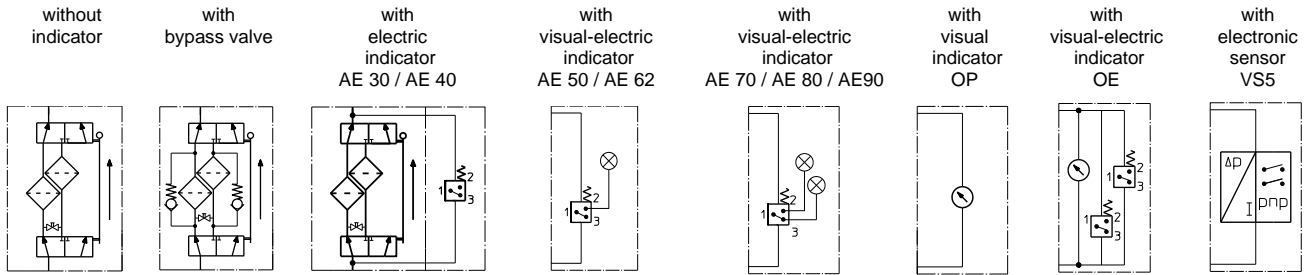 without
indicator
with
bypass valve
with
electric
indicator
AE 30 / AE 40
with
visual-electric
indicator
AE 50 / AE 62
with
visual-electric
indicator
AE 70 / AE 80 / AE90
with
visual
indicator
OP
with
visual-electric
indicator
OE
with
electronic
sensor
VS5
1
2
3
1
2
3
1
2
3
1
2
3
1
2
3
Δp
I
pnp